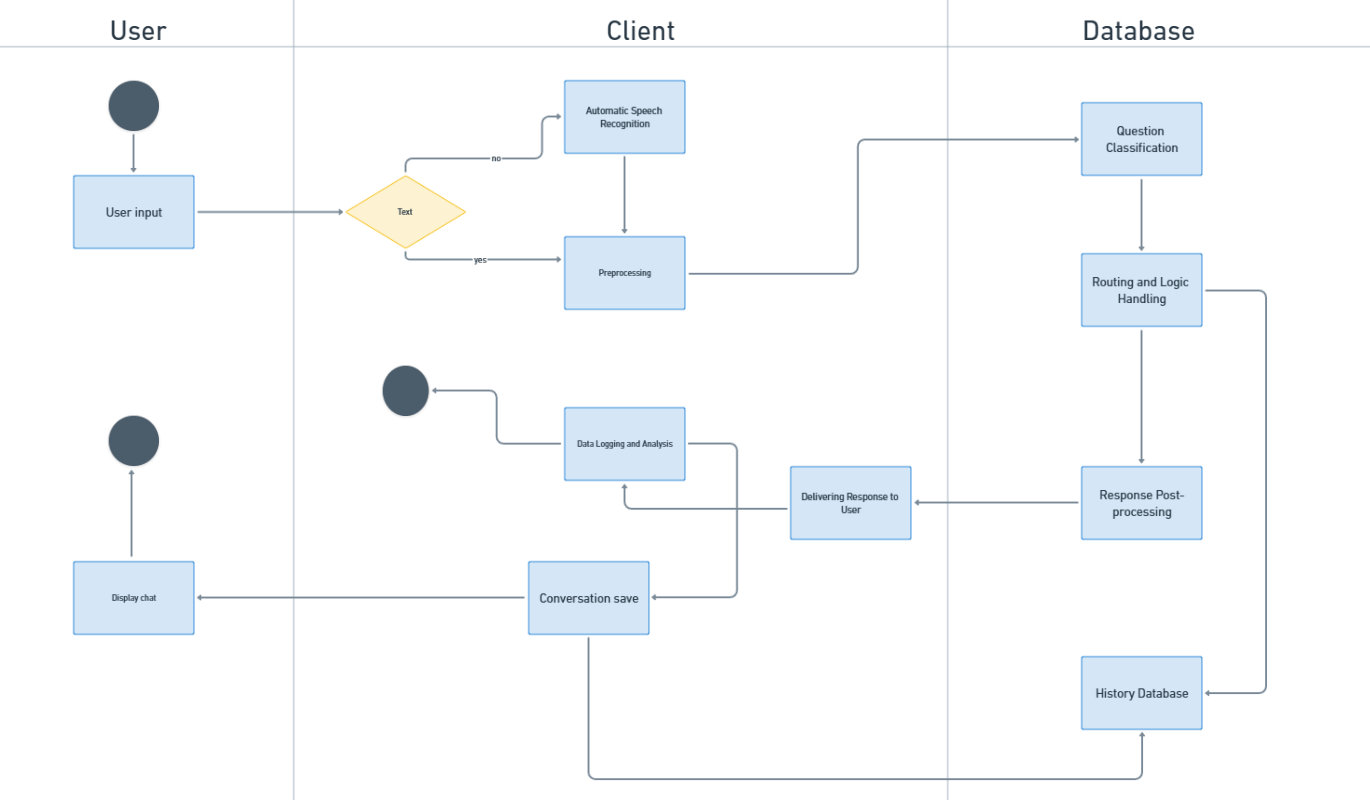 User
Client
Database
Automatic Speech
Recognition
Question
Classification
no
User input
Text
yes
Preprocessing
Routing and Logic
Handling
Data Logging and Analysis
Delivering Response to
User
Response Post-
processing
Display chat
Conversation save
History Database